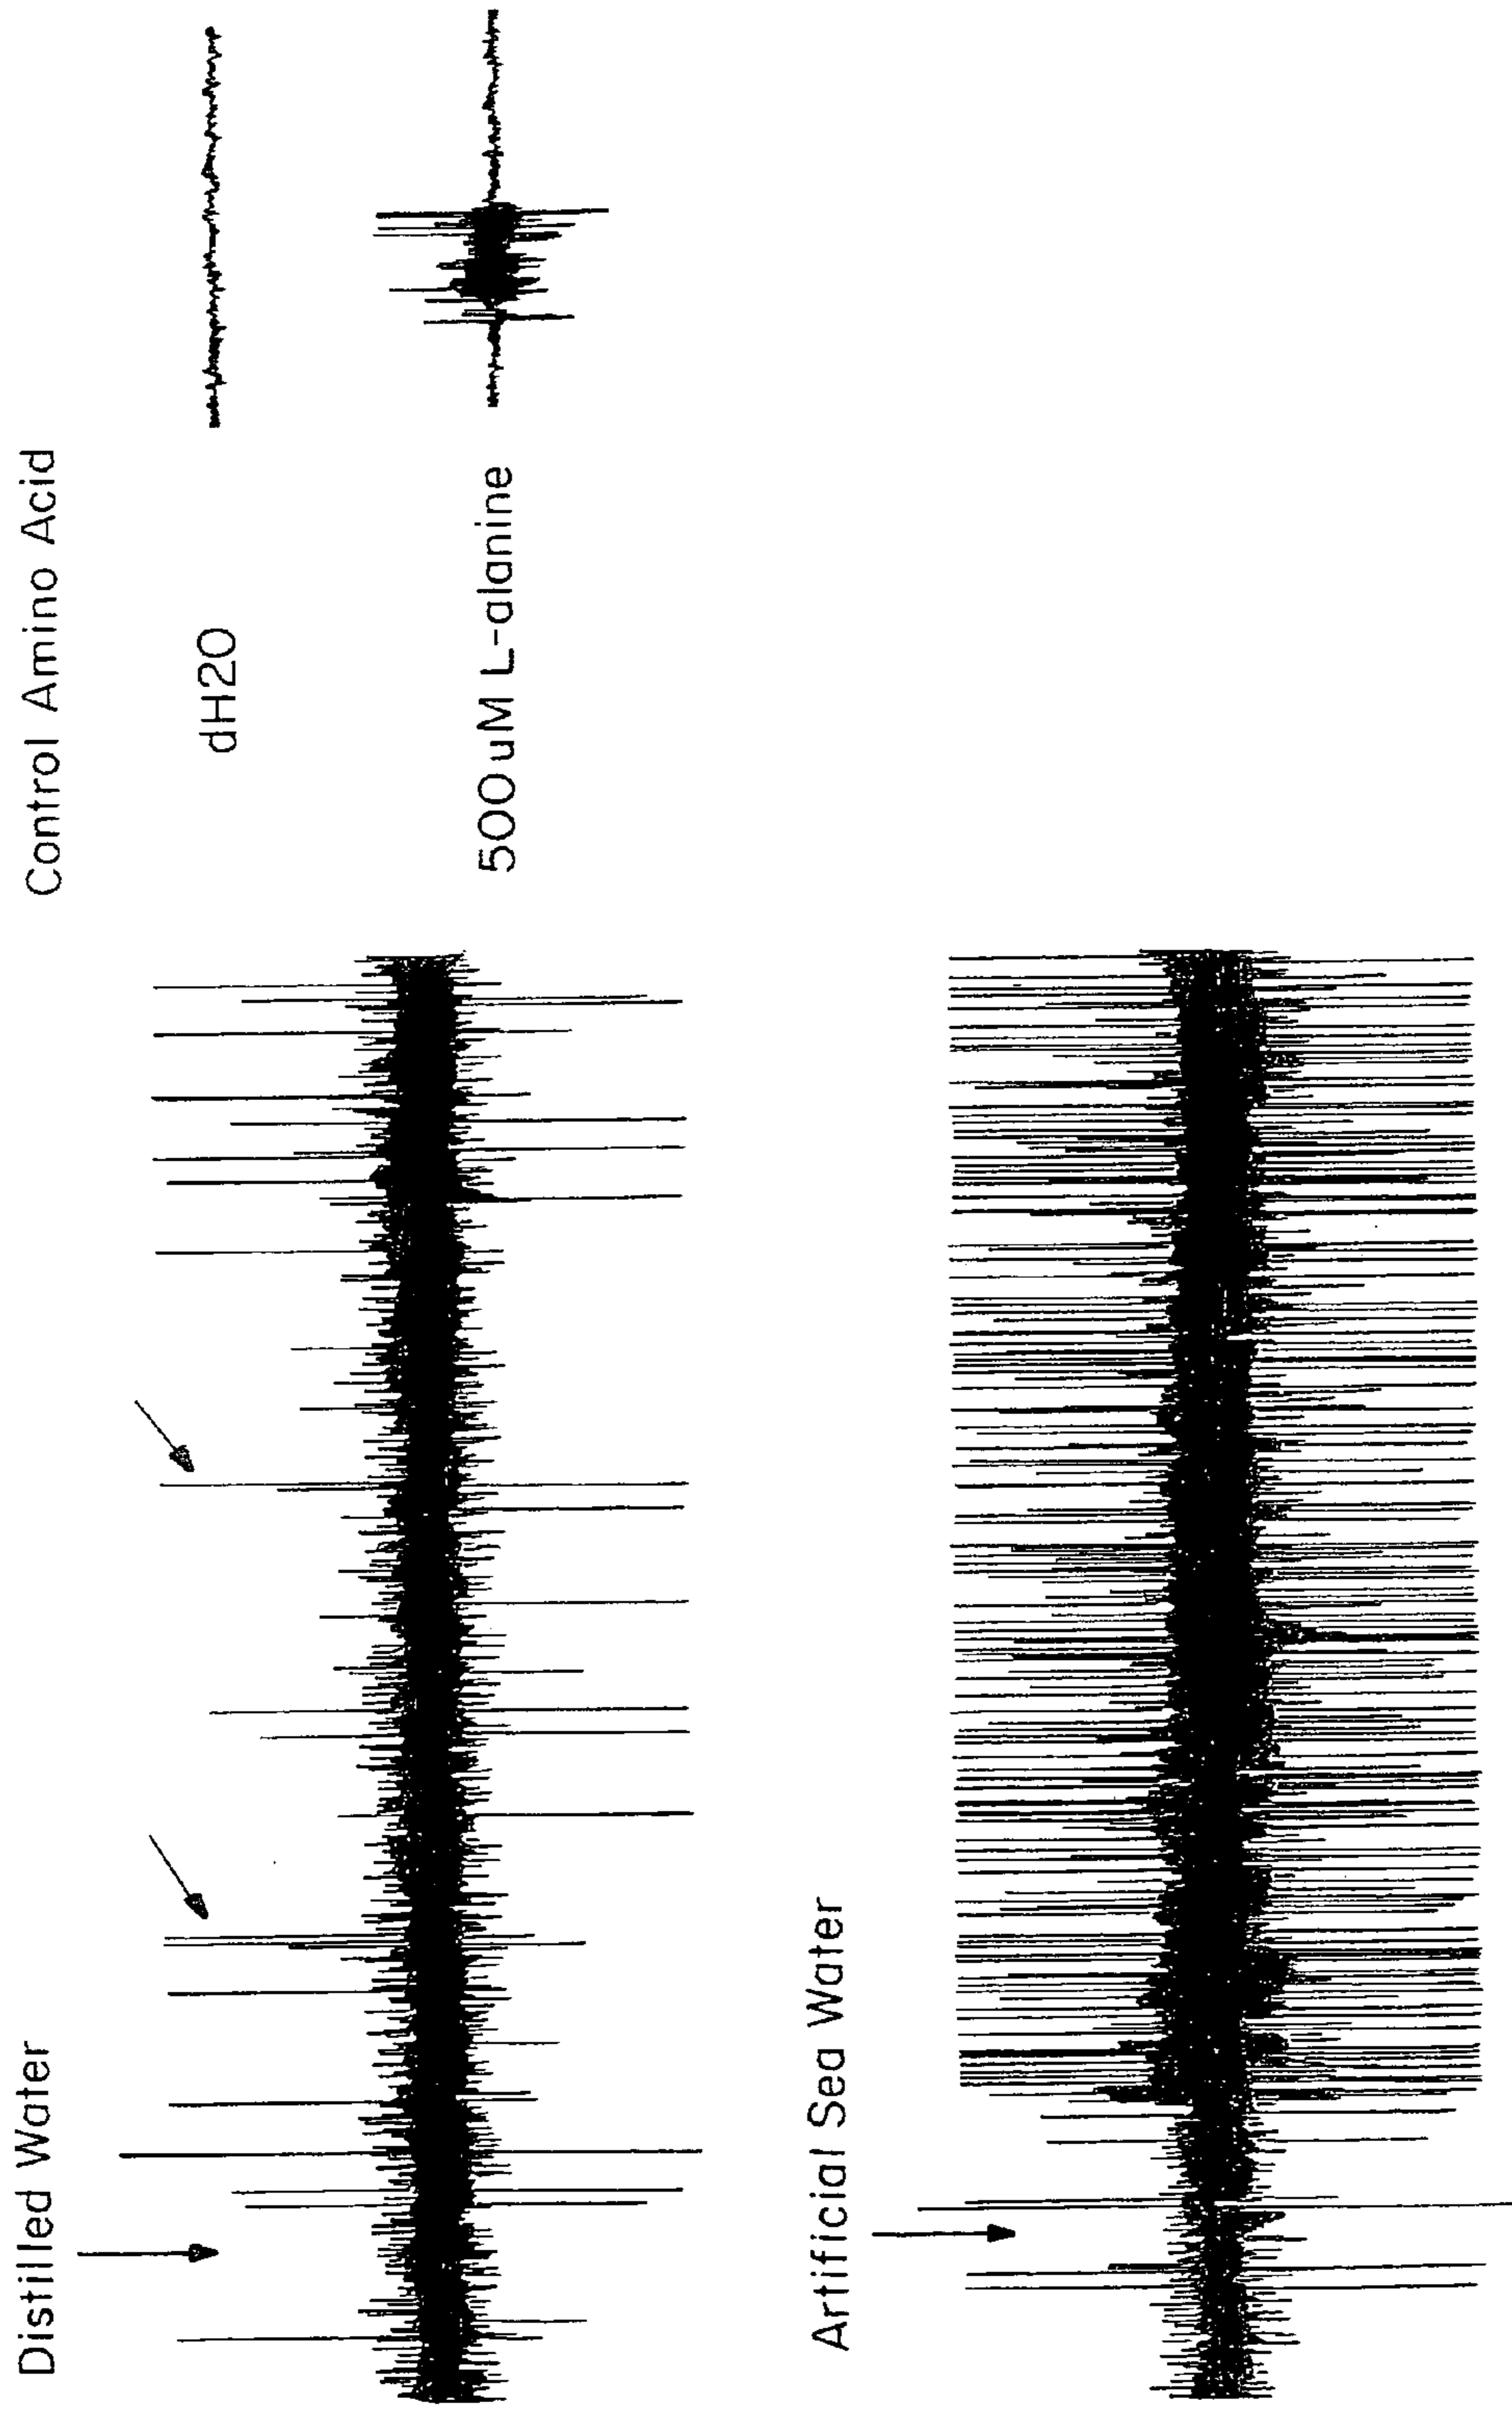 Distilled Water
Artificial Sea Water
Control Amino Acid
dH2O
500uM L-alanine